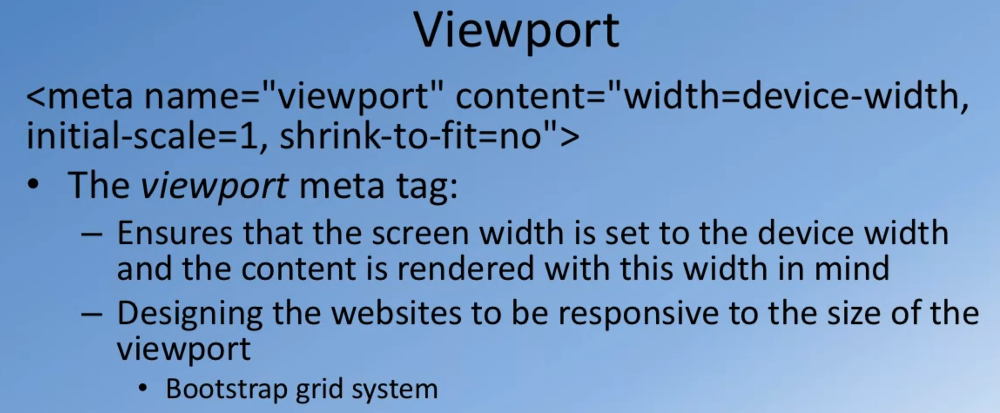 Viewport
<meta name="viewport" content="width=device-width,
initial-scale=1, shrink-to-fit=no">
• The viewport meta tag:
– Ensures that the screen width is set to the device width
and the content is rendered with this width in mind
– Designing the websites to be responsive to the size of the
viewport
• Bootstrap grid system